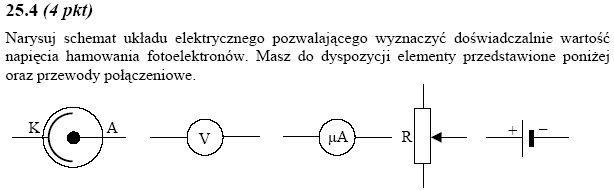 25.4 (4 pkt)
Narysuj schemat układu elektrycznego pozwalającego wyznaczyć doświadczalnie wartość
napięcia hamowania fotoelektronów. Masz do dyspozycji elementy przedstawione poniżej
oraz przewody połączeniowe.
K A V μA R + −